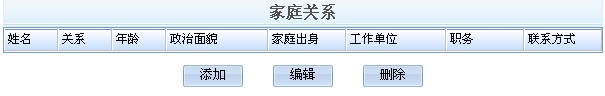 家庭关系
姓名 关系 年龄 政治面貌 家庭出身 工作单位 职务 联系方式
添加 编辑 删除